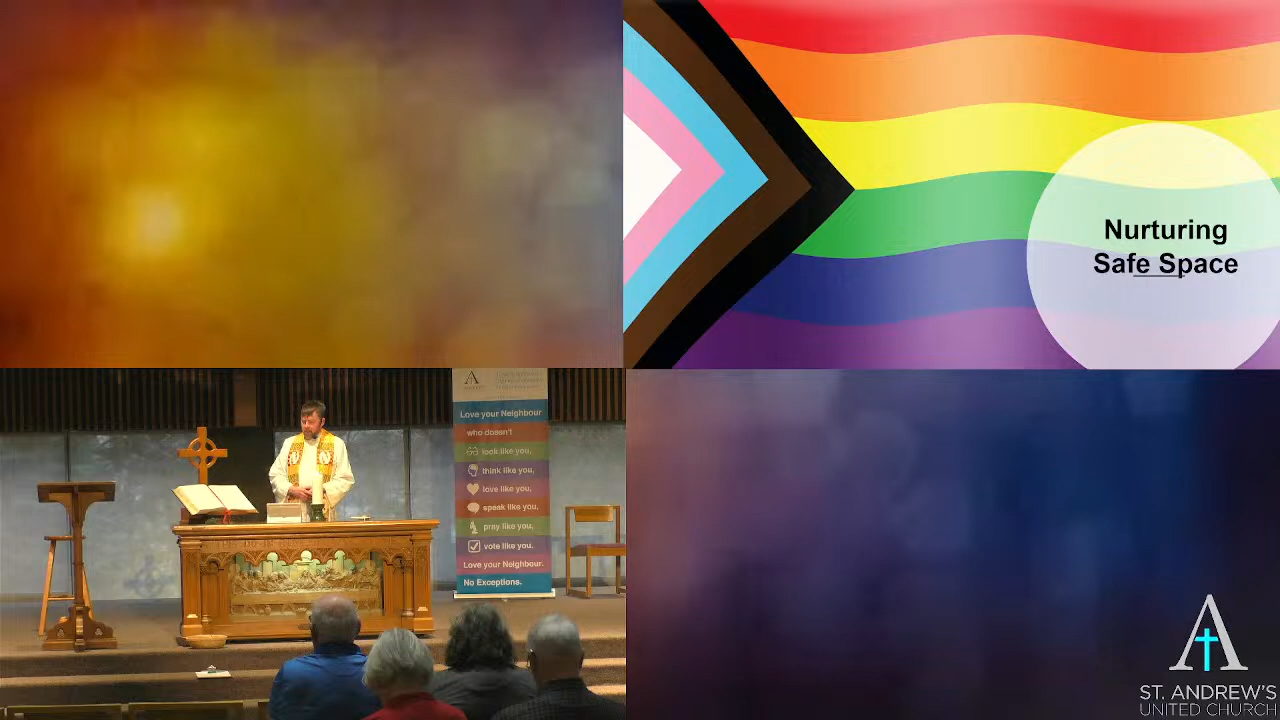 Nurturing
Safe Space
Love your Neighbour
who doesn't
look like you,
think like you,
love like you,
speak like you,
pray like you,
vote like you.
Love your Neighbour.
No Exceptions.
ST. ANDREW'S
UNITED CHURCH